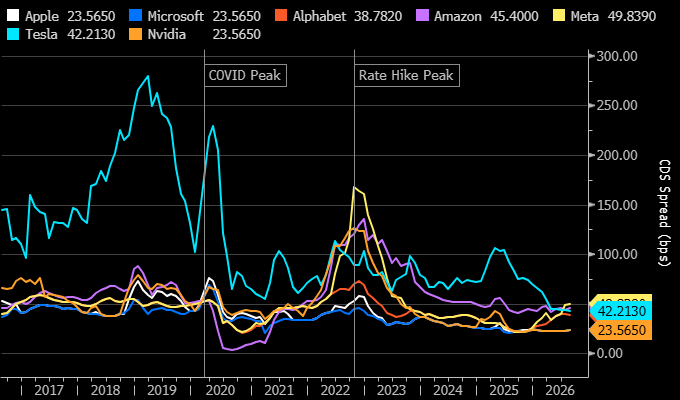 Apple 23.5650 Microsoft 23.5650 Alphabet 38.7820 Amazon 45.4000 Meta 49.8390
Tesla 42.2130 Nvidia 23.5650
COVID Peak
Rate Hike Peak
300.00
250.00
200.00
150.00
100.00
42.2130
23.5650
0.00
CDS Spread (bps)
2017 2018 2019 2020 2021 2022 2023 2024 2025 2026